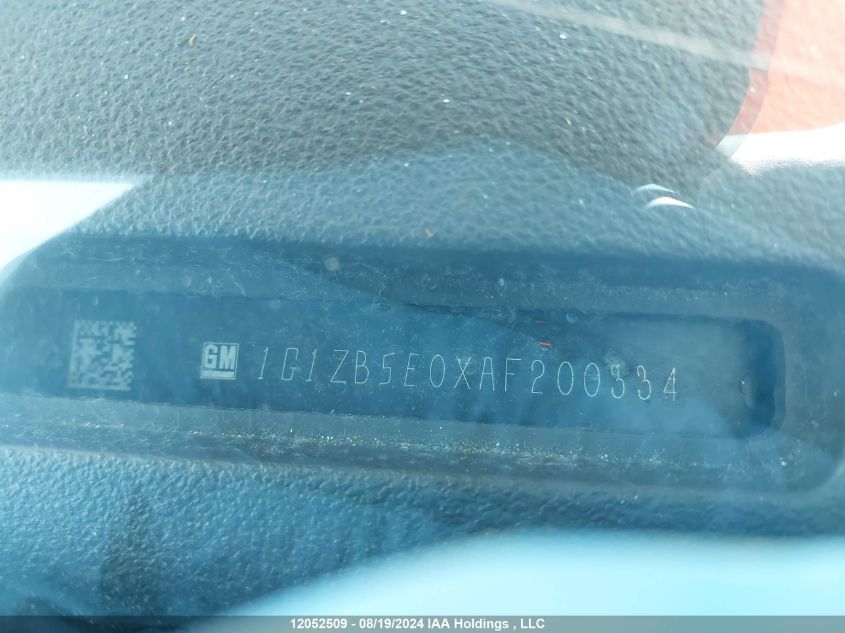 GM 1G1ZB5E0XAF200334
12052509 - 08/19/2024 IAA Holdings , LLC